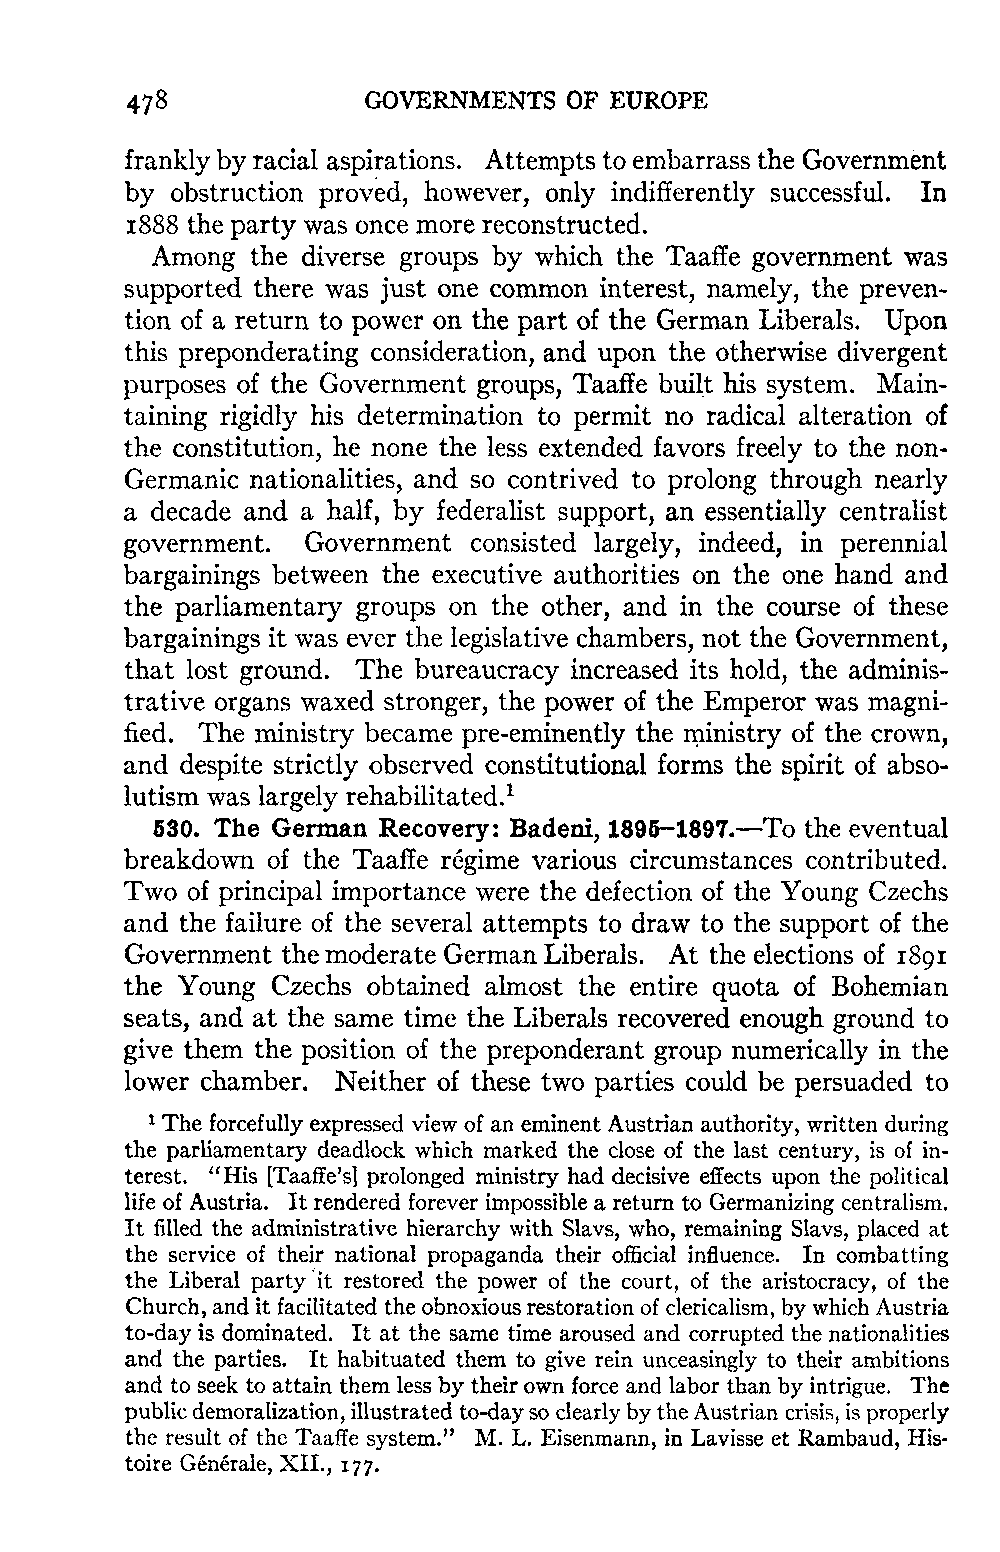 478 GOVERNMENTS OF EUROPE
frankly by racial aspirations. Attempts to embarrass the Government
by obstruction proved, however, only indifferently successful. In
1888 the party was once more reconstructed.
Among the diverse groups by which the Taaffe government was
supported there was just one common interest, namely, the preven-
tion of a return to power on the part of the German Liberals. Upon
this preponderating consideration, and upon the otherwise divergent
purposes of the Government groups, Taaffe built his system. Main-
taining rigidly his determination to permit no radical alteration of
the constitution, he none the less extended favors freely to the non-
Germanic nationalities, and so contrived to prolong through nearly
a decade and a half, by federalist support, an essentially centralist
government. Government consisted largely, indeed, in perennial
bargainings between the executive authorities on the one hand and
the parliamentary groups on the other, and in the course of these
bargainings it was ever the legislative chambers, not the Government,
that lost ground. The bureaucracy increased its hold, the adminis-
trative organs waxed stronger, the power of the Emperor was magni-
fied. The ministry became pre-eminently the ministry of the crown,
and despite strictly observed constitutional forms the spirit of abso-
lutism was largely rehabilitated.¹
530. The German Recovery: Badeni, 1895–1897.—To the eventual
breakdown of the Taaffe régime various circumstances contributed.
Two of principal importance were the defection of the Young Czechs
and the failure of the several attempts to draw to the support of the
Government the moderate German Liberals. At the elections of 1891
the Young Czechs obtained almost the entire quota of Bohemian
seats, and at the same time the Liberals recovered enough ground to
give them the position of the preponderant group numerically in the
lower chamber. Neither of these two parties could be persuaded to
¹ The forcefully expressed view of an eminent Austrian authority, written during
the parliamentary deadlock which marked the close of the last century, is of in-
terest. "His [Taaffe's] prolonged ministry had decisive effects upon the political
life of Austria. It rendered forever impossible a return to Germanizing centralism.
It filled the administrative hierarchy with Slavs, who, remaining Slavs, placed at
the service of their national propaganda their official influence. In combatting
the Liberal party it restored the power of the court, of the aristocracy, of the
Church, and it facilitated the obnoxious restoration of clericalism, by which Austria
to-day is dominated. It at the same time aroused and corrupted the nationalities
and the parties. It habituated them to give rein unceasingly to their ambitions
and to seek to attain them less by their own force and labor than by intrigue. The
public demoralization, illustrated to-day so clearly by the Austrian crisis, is properly
the result of the Taaffe system." M. L. Eisenmann, in Lavisse et Rambaud, His-
toire Générale, XII., 177.